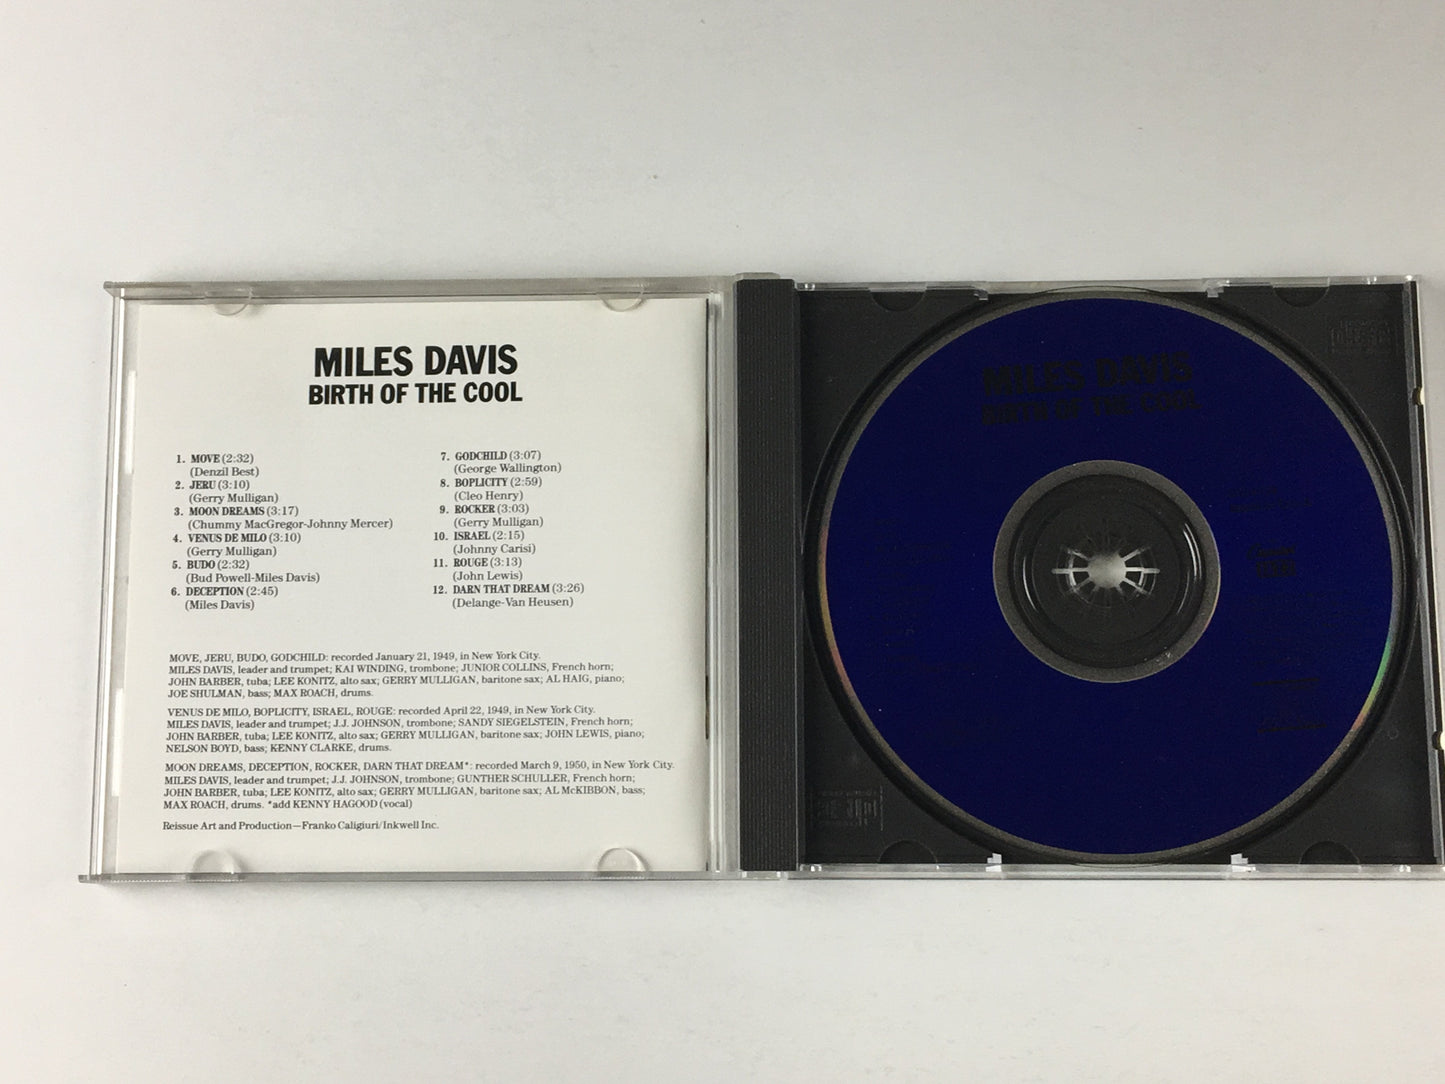 MILES DAVIS
BIRTH OF THE COOL
1. MOVE (2:32)
(Denzil Best)
2. JERU (3:10)
(Gerry Mulligan)
3. MOON DREAMS (3:17)
(Chummy MacGregor-Johnny Mercer)
4. VENUS DE MILO (3:10)
(Gerry Mulligan)
5. BUDO (2:32)
(Bud Powell-Miles Davis)
6. DECEPTION (2:45)
(Miles Davis)
7. GODCHILD (3:07)
(George Wallington)
8. BOPLICITY (2:59)
(Cleo Henry)
9. ROCKER (3:03)
(Gerry Mulligan)
10. ISRAEL (2:15)
(Johnny Carisi)
11. ROUGE (3:13)
(John Lewis)
12. DARN THAT DREAM (3:26)
(Delange-Van Heusen)
MOVE, JERU, BUDO, GODCHILD: recorded January 21, 1949, in New York City.
MILES DAVIS, leader and trumpet; KAI WINDING, trombone; JUNIOR COLLINS, French horn;
JOHN BARBER, tuba; LEE KONITZ, alto sax; GERRY MULLIGAN, baritone sax; AL HAIG, piano;
JOE SHULMAN, bass; MAX ROACH, drums.
VENUS DE MILO, BOPLICITY, ISRAEL, ROUGE: recorded April 22, 1949, in New York City.
MILES DAVIS, leader and trumpet; J.J. JOHNSON, trombone; SANDY SIEGELSTEIN, French horn;
JOHN BARBER, tuba; LEE KONITZ, alto sax; GERRY MULLIGAN, baritone sax; JOHN LEWIS, piano;
NELSON BOYD, bass; KENNY CLARKE, drums.
MOON DREAMS, DECEPTION, ROCKER, DARN THAT DREAM*: recorded March 9, 1950, in New York City.
MILES DAVIS, leader and trumpet; J.J. JOHNSON, trombone; GUNTHER SCHULLER, French horn;
JOHN BARBER, tuba; LEE KONITZ, alto sax; GERRY MULLIGAN, baritone sax; AL McKIBBON, bass;
MAX ROACH, drums. *add KENNY HAGOOD (vocal)
Reissue Art and Production—Franko Caligiuri/Inkwell Inc.
MILES DAVIS
BIRTH OF THE COOL